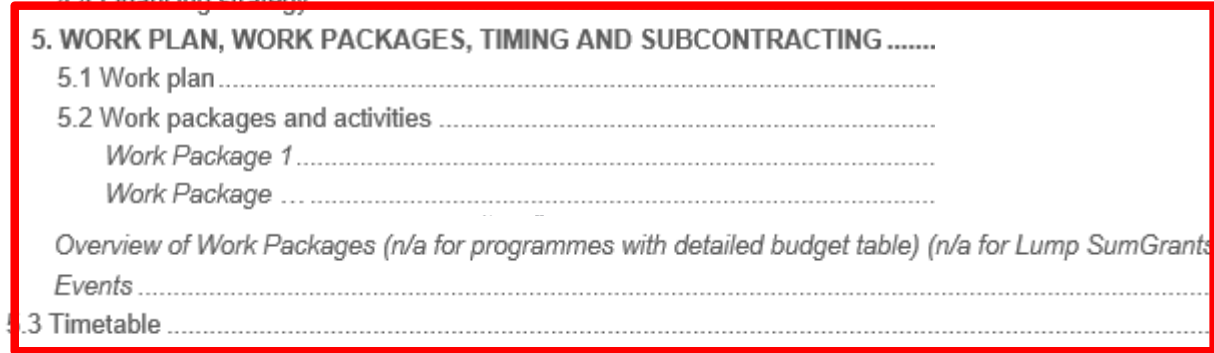 5. WORK PLAN, WORK PACKAGES, TIMING AND SUBCONTRACTING .......
5.1 Work plan
5.2 Work packages and activities
Work Package 1
Work Package …
Overview of Work Packages (n/a for programmes with detailed budget table) (n/a for Lump SumGrants
Events
5.3 Timetable